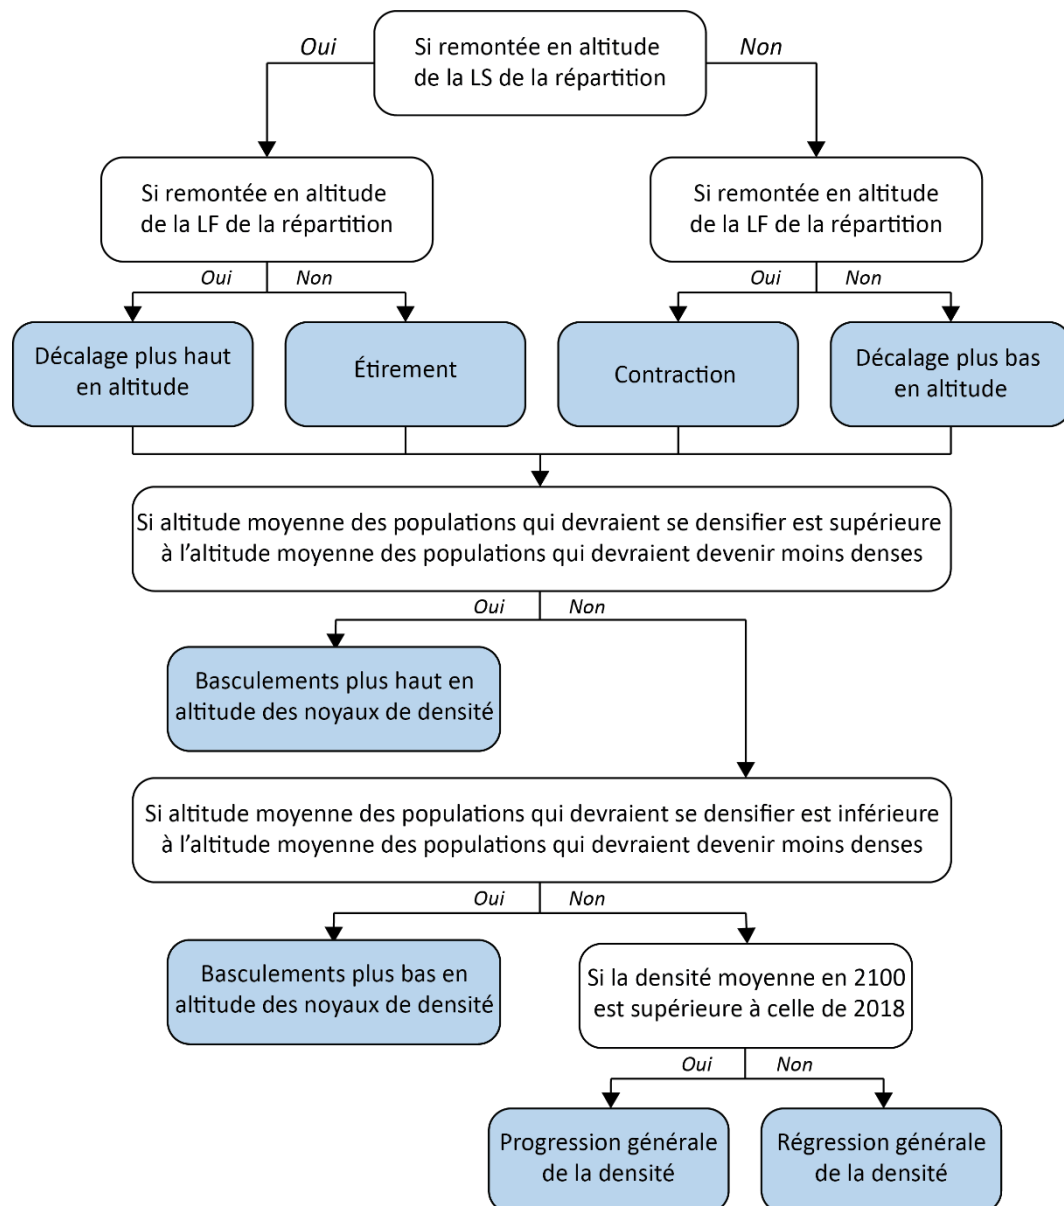 Oui
Si remontée en altitude
de la LS de la répartition
Non
Si remontée en altitude
de la LF de la répartition
Si remontée en altitude
de la LF de la répartition
Oui
Non
Oui
Non
Décalage plus haut
en altitude
Étirement
Contraction
Décalage plus bas
en altitude
Si altitude moyenne des populations qui devraient se densifier est supérieure
à l’altitude moyenne des populations qui devraient devenir moins denses
Oui
Non
Basculements plus haut en
altitude des noyaux de densité
Si altitude moyenne des populations qui devraient se densifier est inférieure
à l’altitude moyenne des populations qui devraient devenir moins denses
Oui
Non
Basculements plus bas en
altitude des noyaux de densité
Si la densité moyenne en 2100
est supérieure à celle de 2018
Oui
Non
Progression générale
de la densité
Régression générale
de la densité